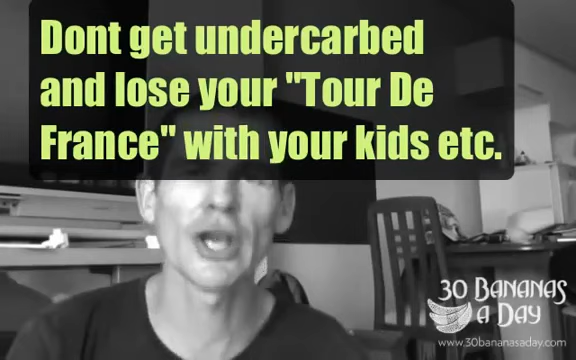 Dont get undercarbed
and lose your "Tour De
France" with your kids etc.
30 BANANAS
A DAY
www.30bananasaday.com